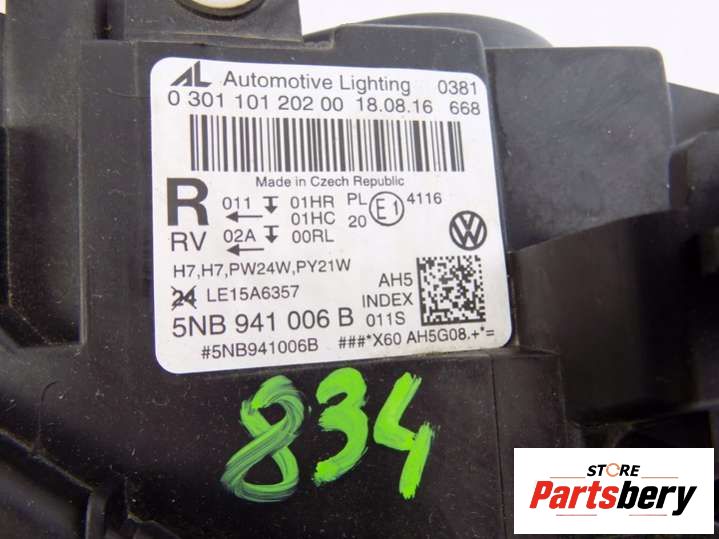 AL Automotive Lighting 0381
0 301 101 202 00 18.08.16 668
Made in Czech Republic
R 011 01HR PL E1 4116
01HC 20
RV 02A 00RL
H7,H7,PW24W,PY21W AH5
24 LE15A6357 INDEX
5NB 941 006 B 011S
#5NB941006B ###*X60 AH5G08.+*=
834
STORE
Partsbery